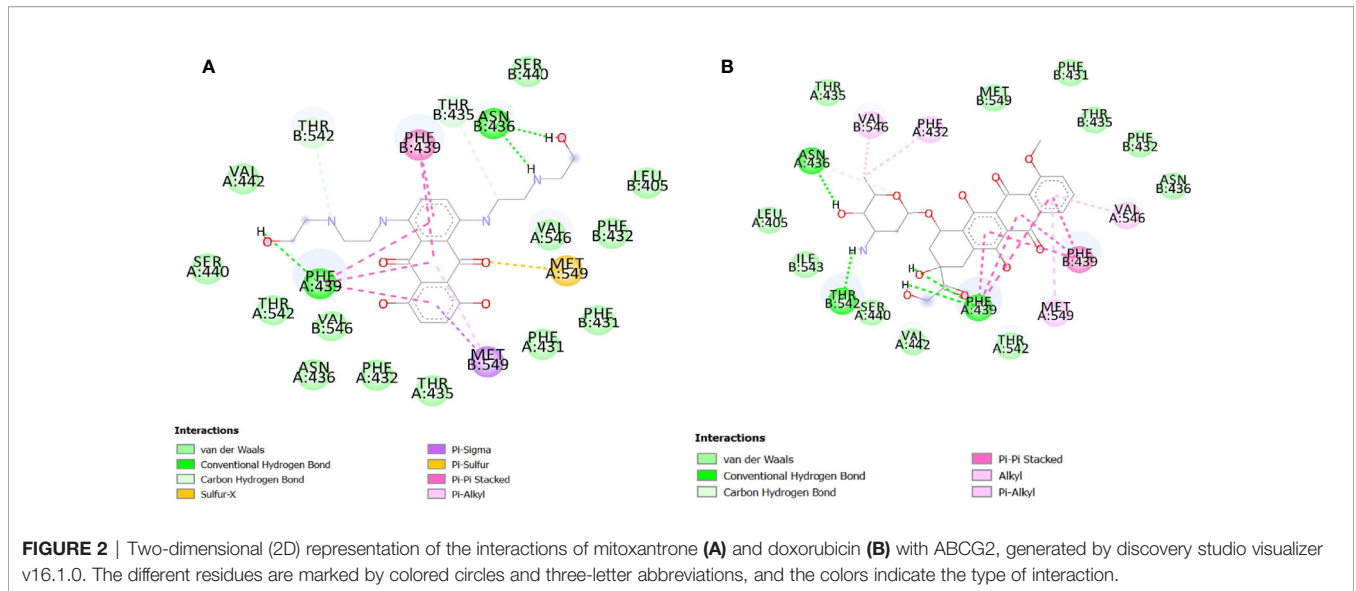 A
SER
B:440
THR
B:435
ASN
B:436
THR
B:542
PHE
B:439
H
O
H
N
VAL
A:442
LEU
B:405
N
N
N
VAL
A:546
PHE
B:432
H
O
SER
A:440
PHE
A:439
O
O
MET
A:549
THR
A:542
VAL
B:546
O
O
PHE
B:431
PHE
A:431
MET
B:549
ASN
A:436
PHE
A:432
THR
A:435
Interactions
van der Waals
Conventional Hydrogen Bond
Carbon Hydrogen Bond
Sulfur-X
Pi-Sigma
Pi-Sulfur
Pi-Pi Stacked
Pi-Alkyl
B
PHE
B:431
THR
A:435
MET
B:549
VAL
B:546
PHE
A:432
THR
B:435
PHE
B:432
ASN
A:436
O
O
ASN
B:436
O
O
H
O
O
VAL
A:546
LEU
A:405
H
N
O
ILE
B:543
PHE
B:439
H
O
O
H
O
O
THR
B:542
SER
A:440
PHE
A:439
MET
A:549
VAL
A:442
THR
A:542
Interactions
van der Waals
Conventional Hydrogen Bond
Carbon Hydrogen Bond
Pi-Pi Stacked
Alkyl
Pi-Alkyl
FIGURE 2 | Two-dimensional (2D) representation of the interactions of mitoxantrone (A) and doxorubicin (B) with ABCG2, generated by discovery studio visualizer
v16.1.0. The different residues are marked by colored circles and three-letter abbreviations, and the colors indicate the type of interaction.